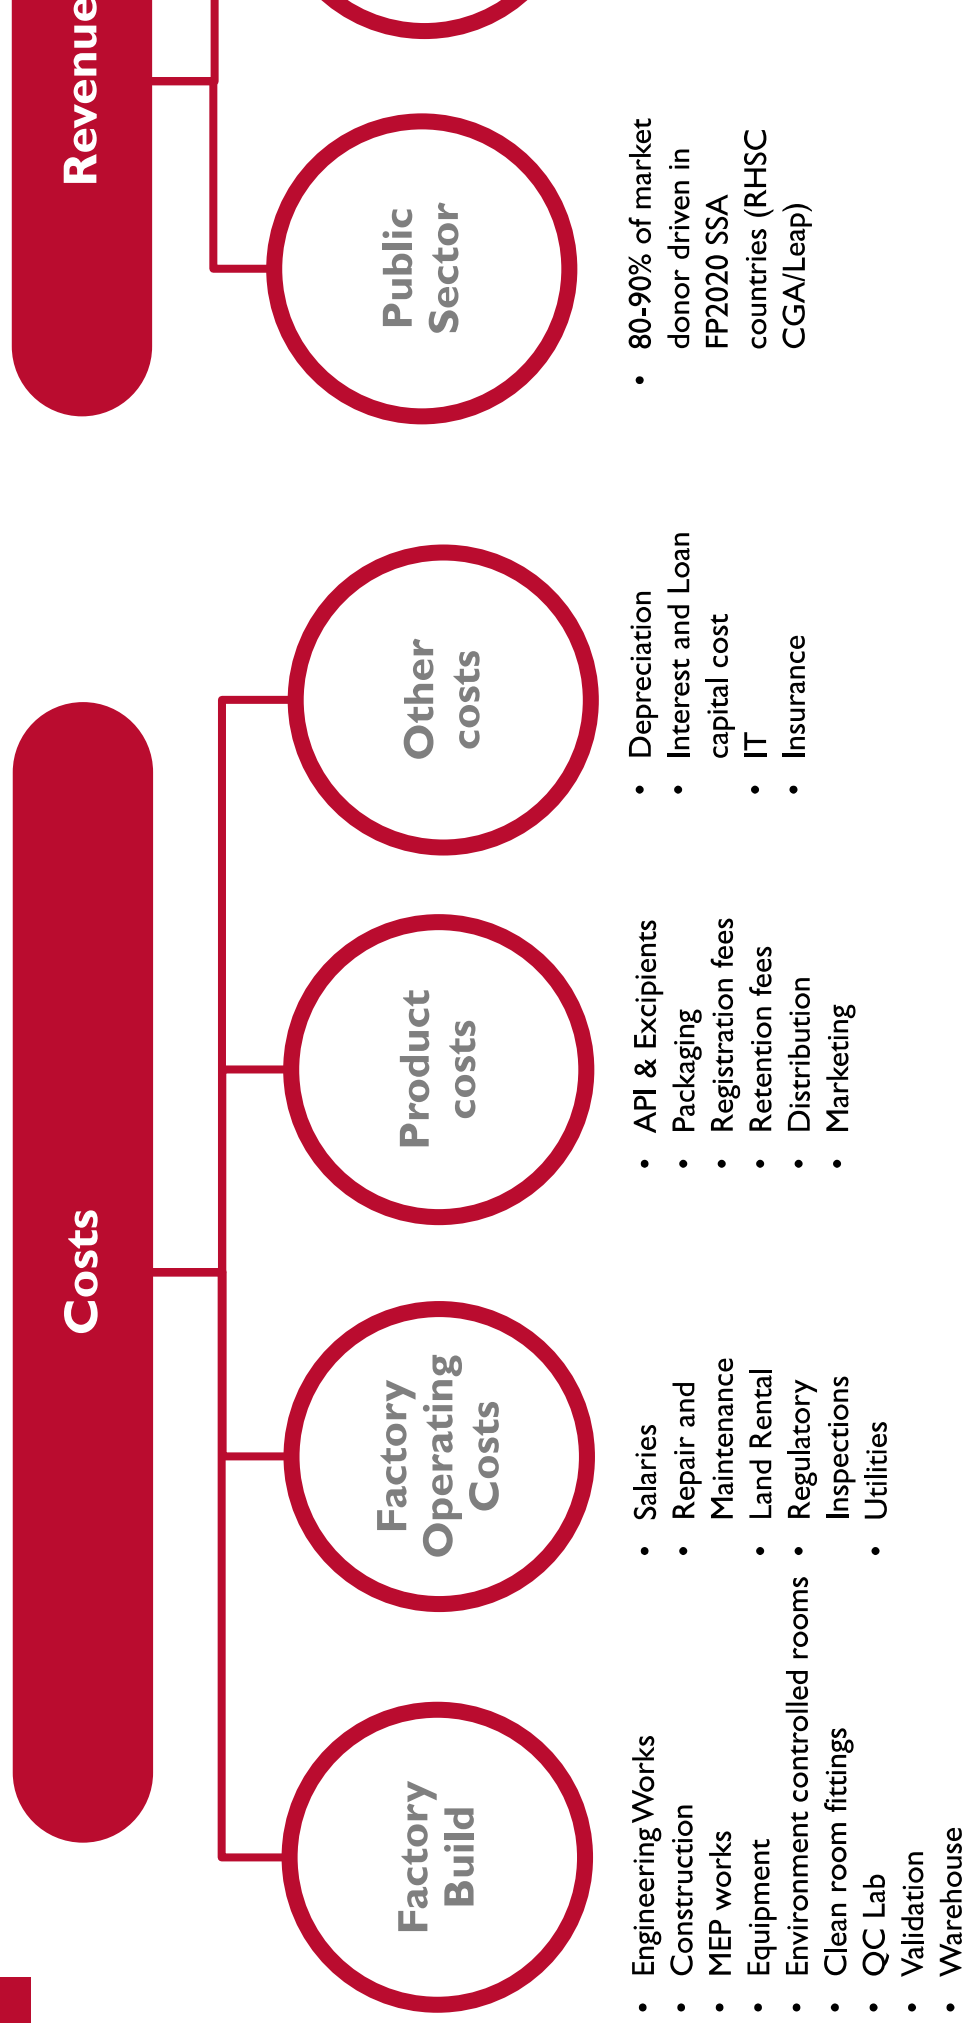 Costs
Factory
Build
• Engineering Works
• Construction
• MEP works
• Equipment
• Environment controlled rooms
• Clean room fittings
• QC Lab
• Validation
• Warehouse
Factory
Operating
Costs
• Salaries
• Repair and
Maintenance
• Land Rental
• Regulatory
Inspections
• Utilities
Product
costs
• API & Excipients
• Packaging
• Registration fees
• Retention fees
• Distribution
• Marketing
Other
costs
• Depreciation
• Interest and Loan
capital cost
• IT
• Insurance
Revenue
Public
Sector
• 80-90% of market
donor driven in
FP2020 SSA
countries (RHSC
CGA/Leap)